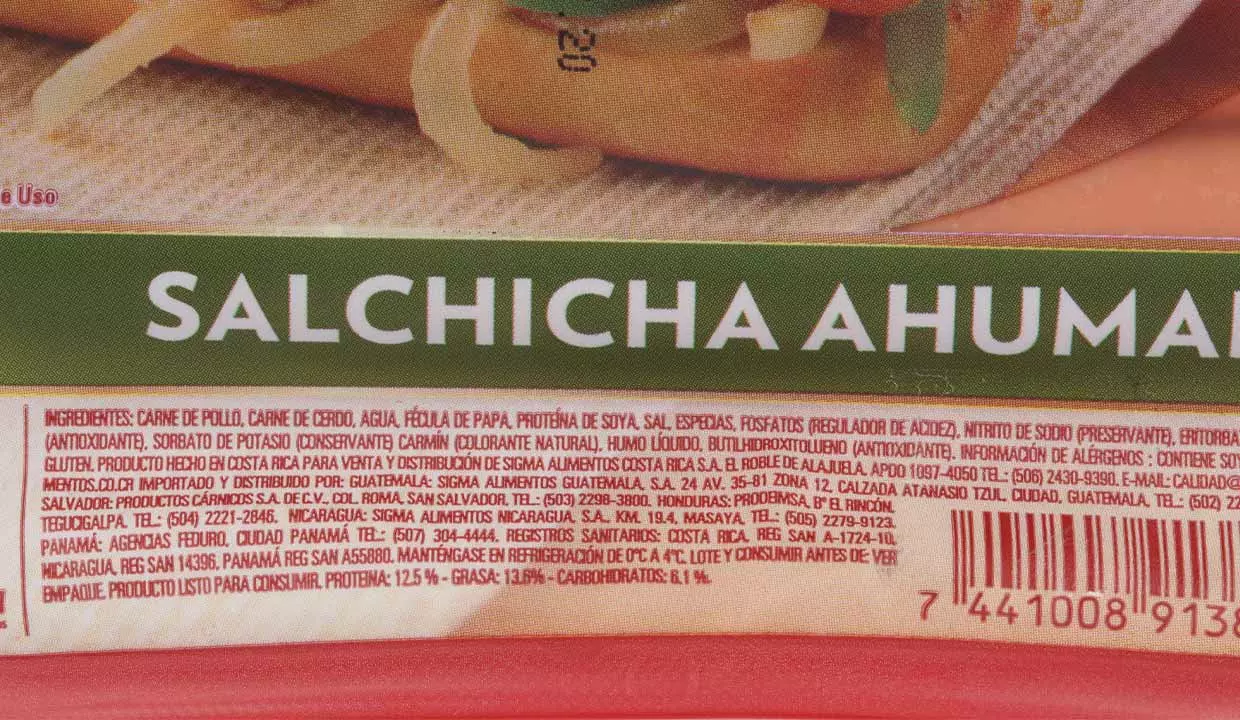 02
e Uso
SALCHICHA AHUMA
INGREDIENTES: CARNE DE POLLO, CARNE DE CERDO, AGUA, FÉCULA DE PAPA, PROTEÍNA DE SOYA, SAL, ESPECIAS, FOSFATOS (REGULADOR DE ACIDEZ), NITRITO DE SODIO (PRESERVANTE), ERITORBA
(ANTIOXIDANTE), SORBATO DE POTASIO (CONSERVANTE) CARMÍN (COLORANTE NATURAL), HUMO LÍQUIDO, BUTILHIDROXITOLUENO (ANTIOXIDANTE). INFORMACIÓN DE ALÉRGENOS : CONTIENE SOY
GLUTEN. PRODUCTO HECHO EN COSTA RICA PARA VENTA Y DISTRIBUCIÓN DE SIGMA ALIMENTOS COSTA RICA S.A. EL ROBLE DE ALAJUELA. APDO 1097-4050 TEL.: (506) 2430-9390. E-MAIL: CALIDAD@
MENTOS.CO.CR IMPORTADO Y DISTRIBUIDO POR: GUATEMALA: SIGMA ALIMENTOS GUATEMALA, S.A. 24 AV. 35-81 ZONA 12, CALZADA ATANASIO TZUL, CIUDAD, GUATEMALA. TEL.: (502) 22
SALVADOR: PRODUCTOS CÁRNICOS S.A. DE C.V., COL. ROMA, SAN SALVADOR, TEL.: (503) 2298-3800. HONDURAS: PRODEIMSA, Bº EL RINCÓN,
TEGUCIGALPA. TEL.: (504) 2221-2646. NICARAGUA: SIGMA ALIMENTOS NICARAGUA, S.A. KM. 19.4, MASAYA, TEL.: (505) 2279-9123.
PANAMÁ: AGENCIAS FEDURO, CIUDAD PANAMÁ TEL.: (507) 304-4444. REGISTROS SANITARIOS: COSTA RICA, REG SAN A-1724-10,
NICARAGUA, REG SAN 14396, PANAMÁ REG SAN A55880. MANTÉNGASE EN REFRIGERACIÓN DE 0°C A 4°C. LOTE Y CONSUMIR ANTES DE: VER
EMPAQUE. PRODUCTO LISTO PARA CONSUMIR. PROTEINA: 12.5 % - GRASA: 13.6% - CARBOHIDRATOS: 6.1 %.
7 441008 9138